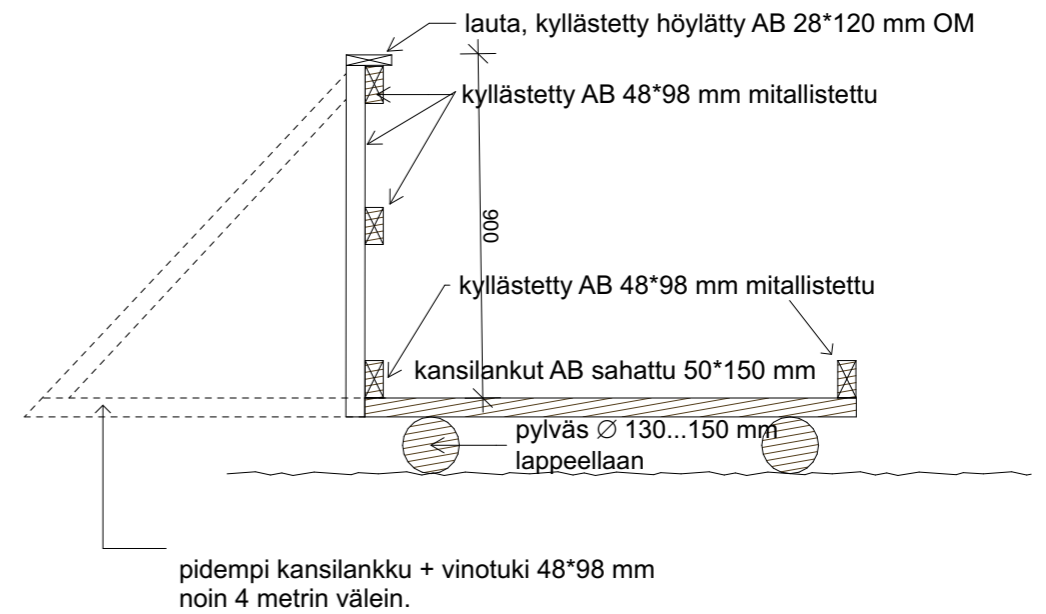 lauta, kyllästetty höylätty AB 28*120 mm OM
kyllästetty AB 48*98 mm mitallistettu
900
kyllästetty AB 48*98 mm mitallistettu
kansilankut AB sahattu 50*150 mm
pylväs ∅ 130...150 mm
lappeellaan
pidempi kansilankku + vinotuki 48*98 mm
noin 4 metrin välein.